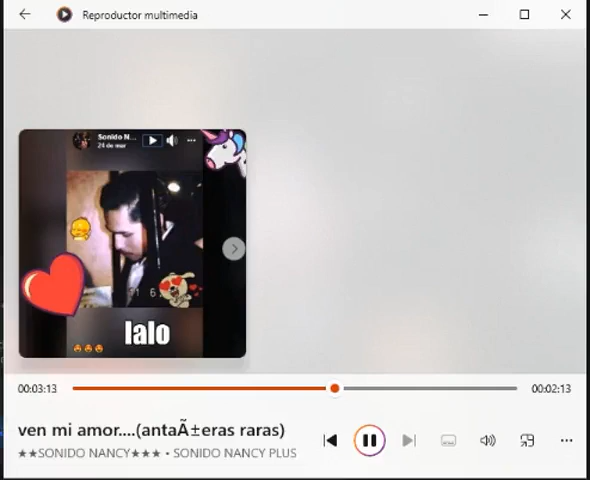 Reproductor multimedia
Sonido N...
24 de mar
lalo
00:03:13
00:02:13
ven mi amor....(antaÃ±eras raras)
★★SONIDO NANCY★★★ • SONIDO NANCY PLUS